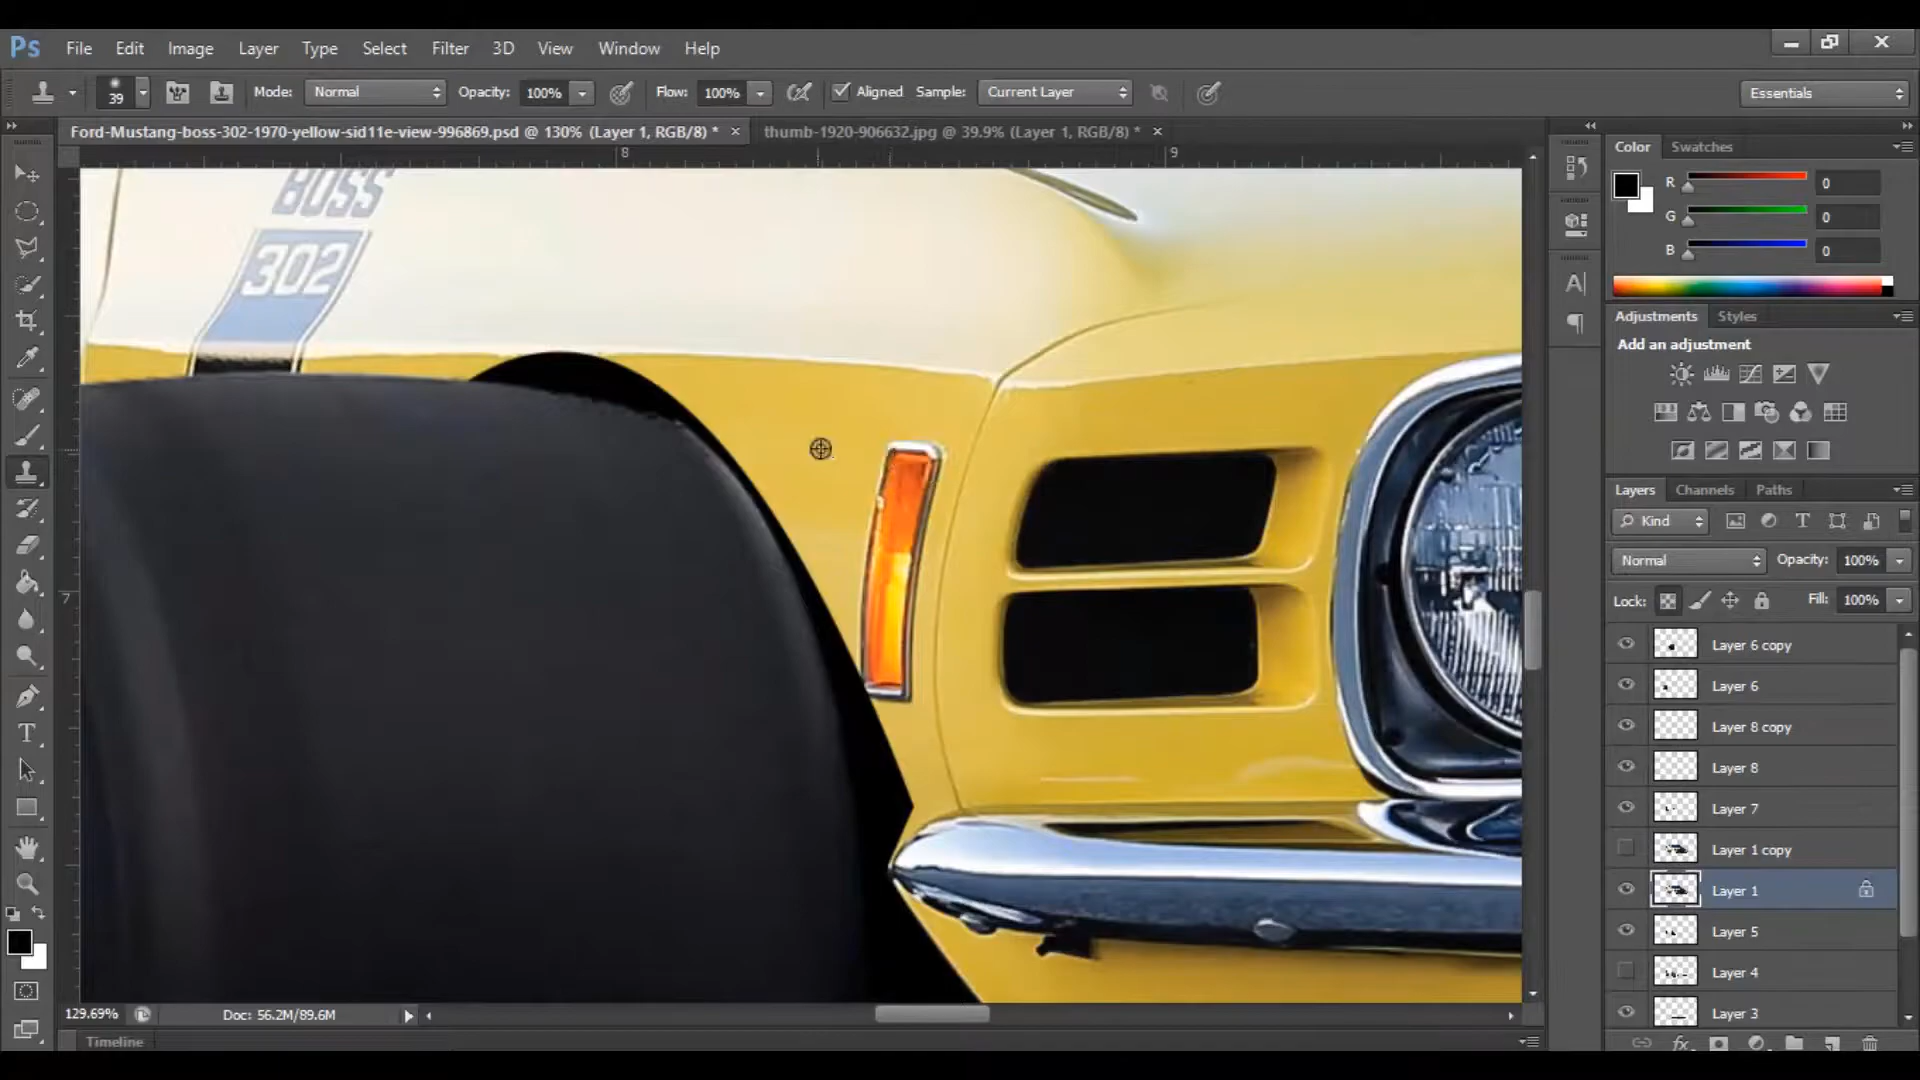 Ps File Edit Image Layer Type Select Filter 3D View Window Help
39 Mode: Normal Opacity: 100% Flow: 100% Aligned Sample: Current Layer Essentials
Ford-Mustang-boss-302-1970-yellow-sid11e-view-996869.psd @ 130% (Layer 1, RGB/8) * × thumb-1920-906632.jpg @ 39.9% (Layer 1, RGB/8) * ×
8 9
7
BOSS
302
Color Swatches
R 0
G 0
B 0
Adjustments Styles
Add an adjustment
Layers Channels Paths
Kind
Normal Opacity: 100%
Lock: Fill: 100%
Layer 6 copy
Layer 6
Layer 8 copy
Layer 8
Layer 7
Layer 1 copy
Layer 1
Layer 5
Layer 4
Layer 3
129.69% Doc: 56.2M/89.6M
Timeline